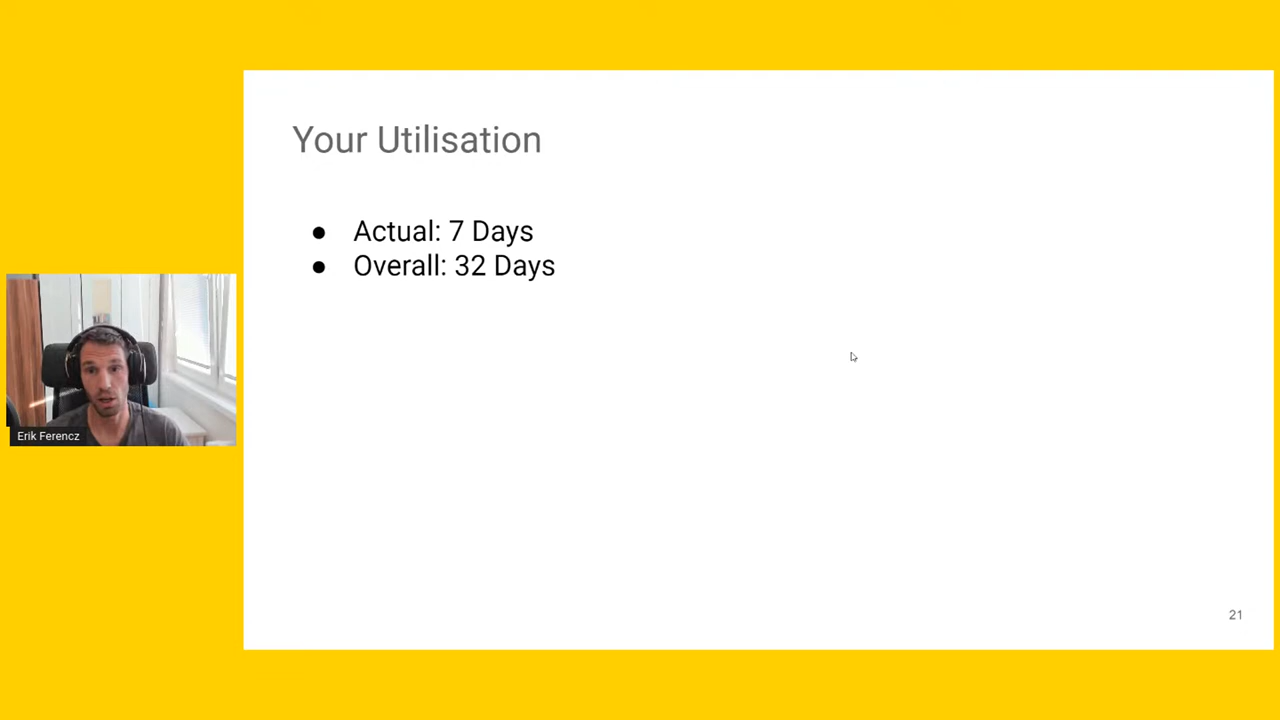 Your Utilisation
● Actual: 7 Days
● Overall: 32 Days
Erik Ferencz
21